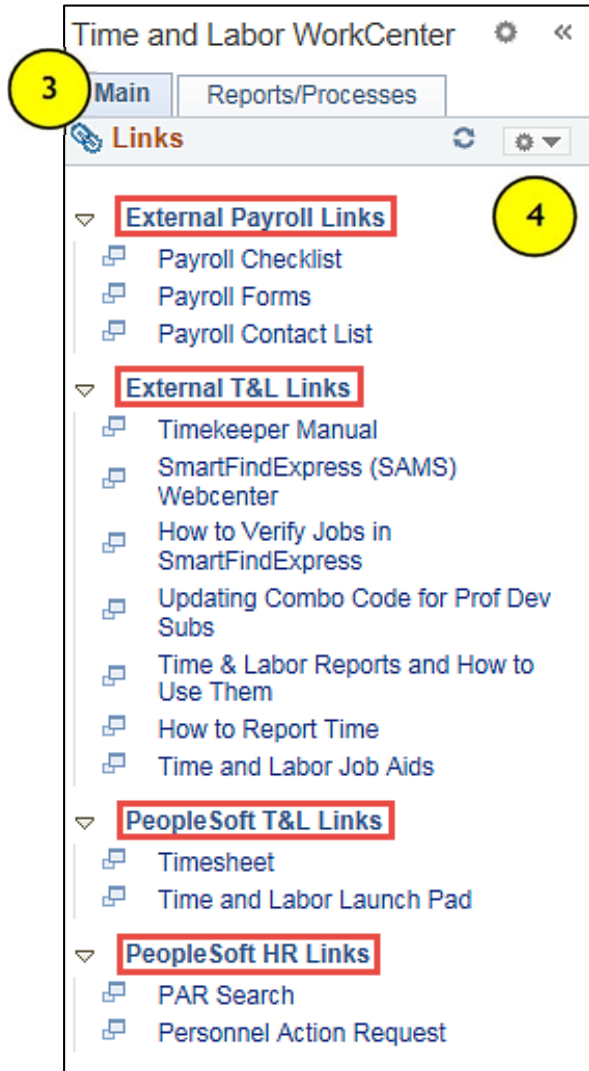 Time and Labor WorkCenter
3
Main
Reports/Processes
Links
4
External Payroll Links
Payroll Checklist
Payroll Forms
Payroll Contact List
External T&L Links
Timekeeper Manual
SmartFindExpress (SAMS)
Webcenter
How to Verify Jobs in
SmartFindExpress
Updating Combo Code for Prof Dev
Subs
Time & Labor Reports and How to
Use Them
How to Report Time
Time and Labor Job Aids
PeopleSoft T&L Links
Timesheet
Time and Labor Launch Pad
PeopleSoft HR Links
PAR Search
Personnel Action Request